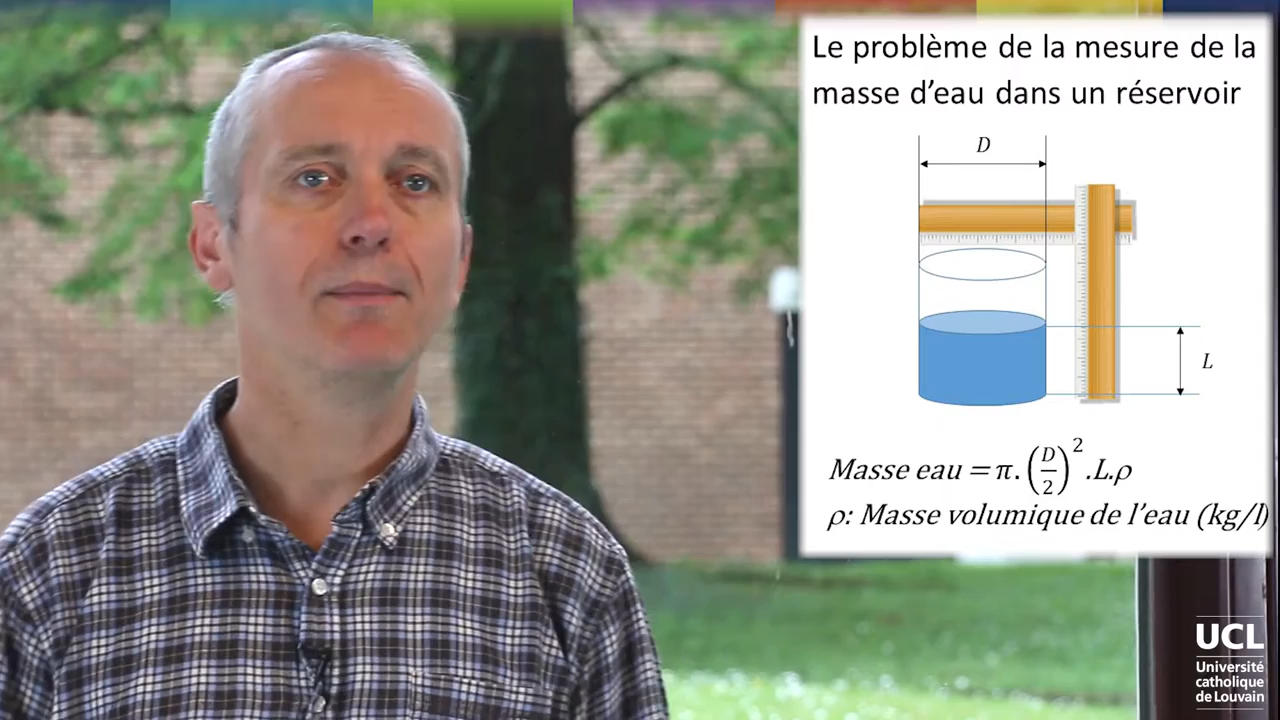 Le problème de la mesure de la
masse d’eau dans un réservoir
D
L
Masse eau = π. (D/2)² .L.ρ
ρ: Masse volumique de l’eau (kg/l)
UCL
Université
catholique
de Louvain